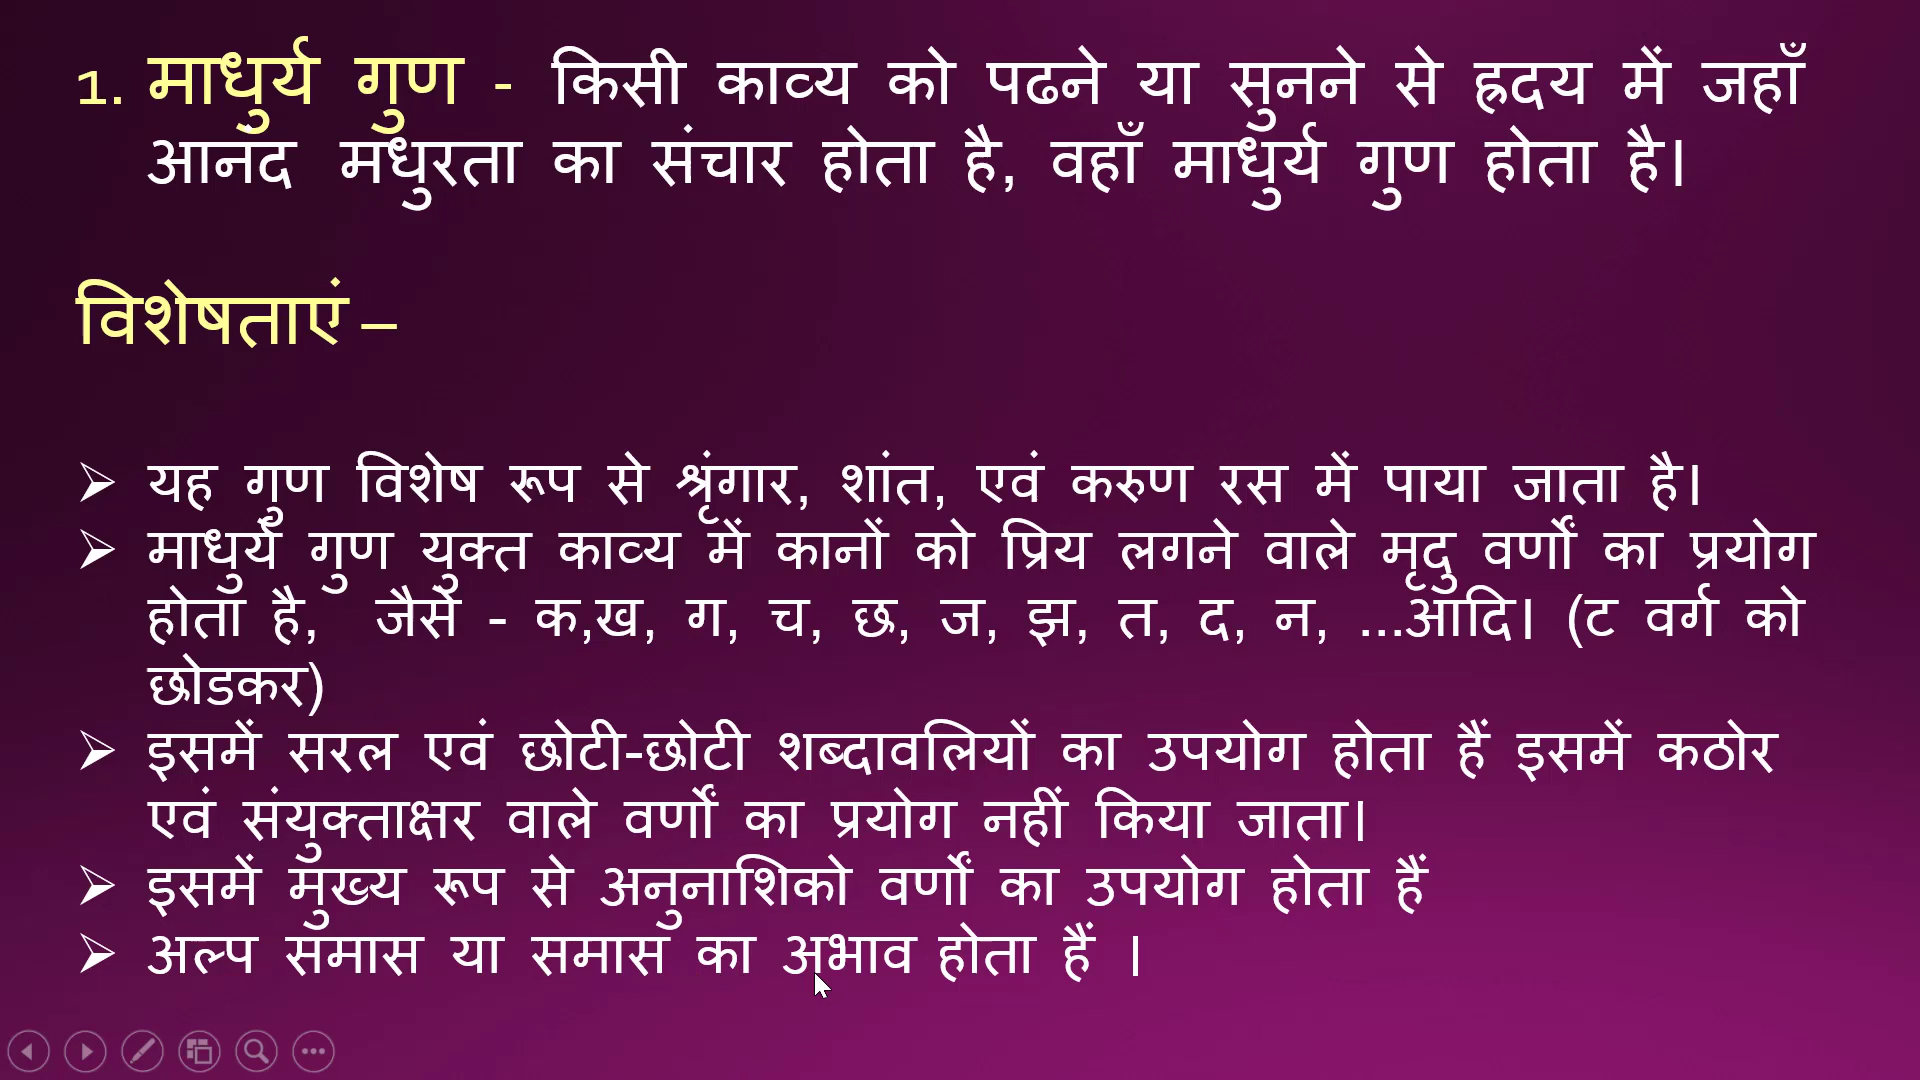 1. माधुर्य गुण - किसी काव्य को पढने या सुनने से ह्रदय में जहाँ
आनंद मधुरता का संचार होता है, वहाँ माधुर्य गुण होता है।
विशेषताएं –
➢ यह गुण विशेष रूप से श्रृंगार, शांत, एवं करुण रस में पाया जाता है।
➢ माधुर्य गुण युक्त काव्य में कानों को प्रिय लगने वाले मृदु वर्णों का प्रयोग
होता है, जैसे - क,ख, ग, च, छ, ज, झ, त, द, न, ...आदि। (ट वर्ग को
छोडकर)
➢ इसमें सरल एवं छोटी-छोटी शब्दावलियों का उपयोग होता हैं इसमें कठोर
एवं संयुक्ताक्षर वाले वर्णों का प्रयोग नहीं किया जाता।
➢ इसमें मुख्य रूप से अनुनाशिको वर्णों का उपयोग होता हैं
➢ अल्प समास या समास का अभाव होता हैं ।